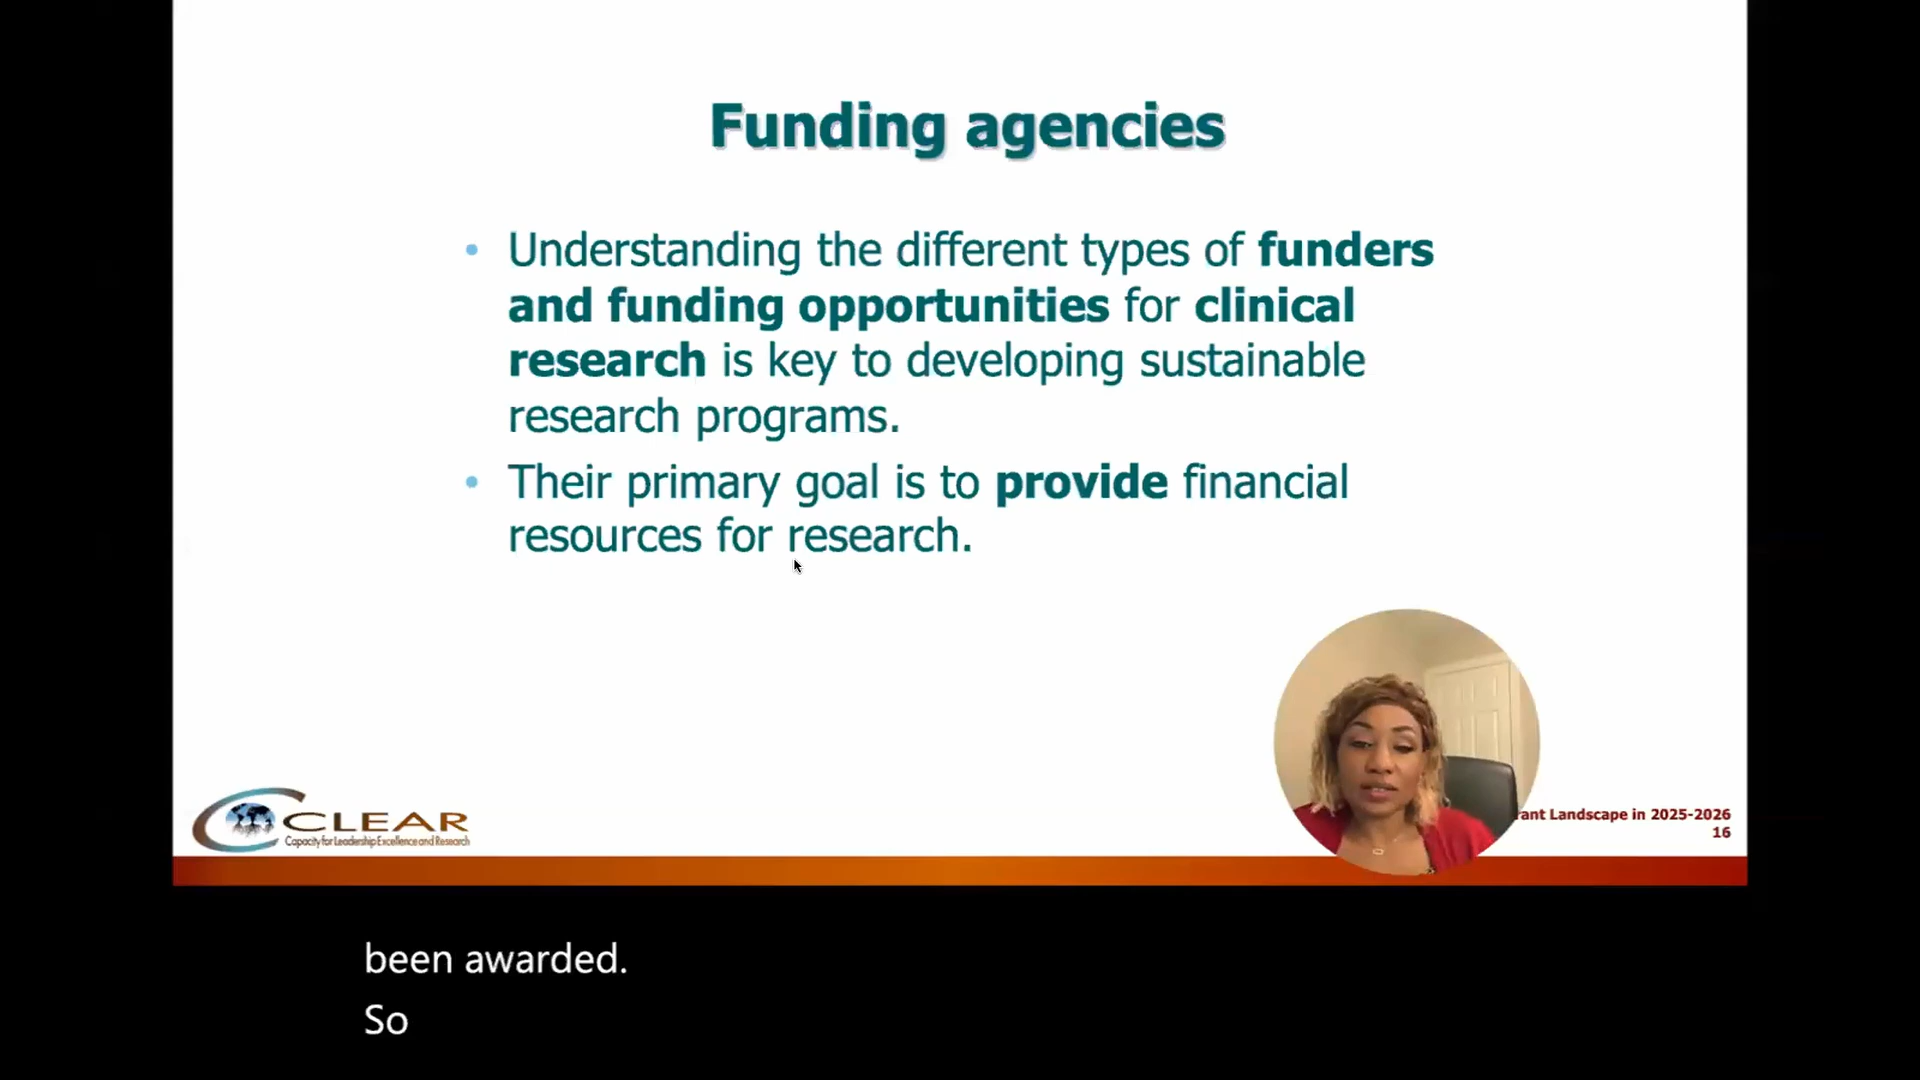 Funding agencies
• Understanding the different types of funders
and funding opportunities for clinical
research is key to developing sustainable
research programs.
• Their primary goal is to provide financial
resources for research.
CLEAR
Capacity for Leadership Excellence and Research
Landscape in 2025-2026
16
been awarded.
So